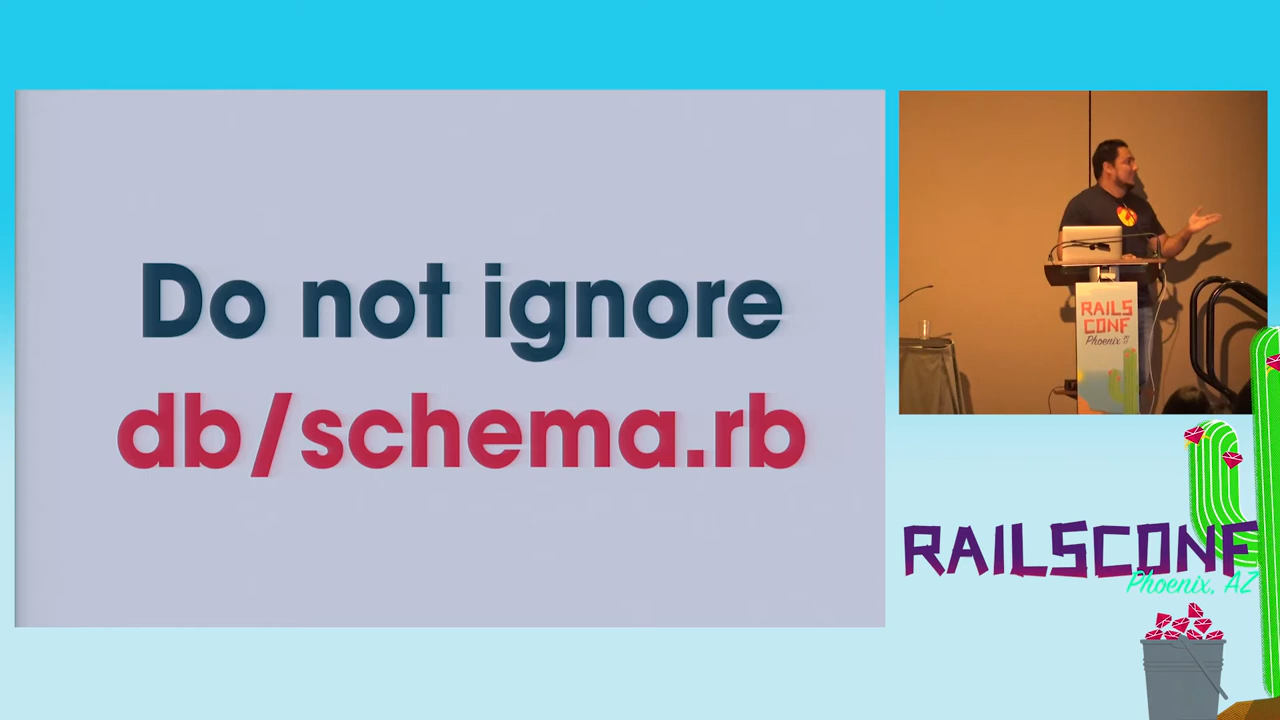 Do not ignore
db/schema.rb
RAILS
CONF
Phoenix
RAILSCONF
Phoenix, AZ